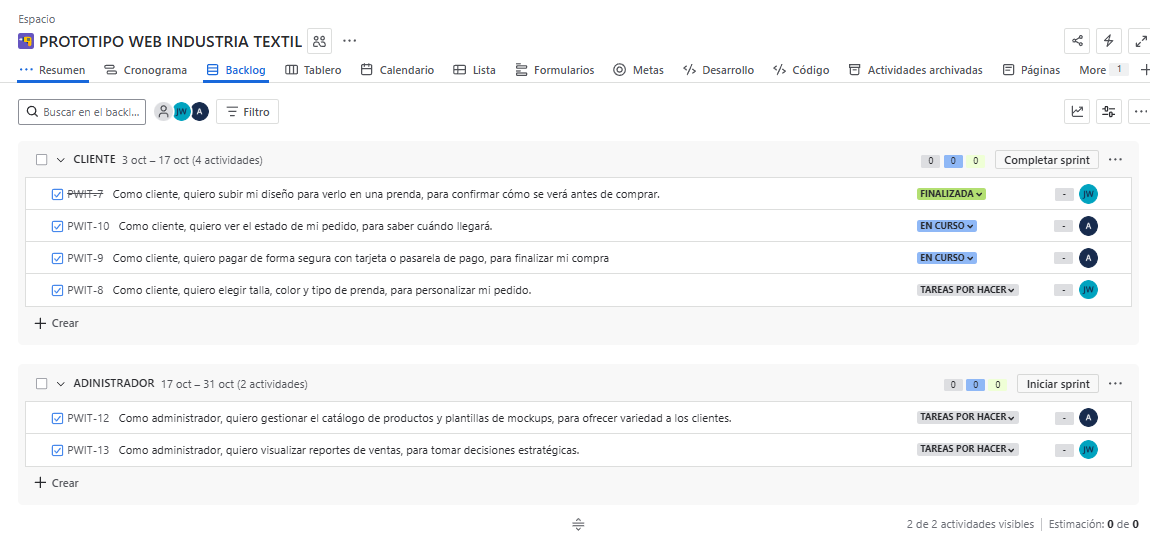 Espacio
PROTOTIPO WEB INDUSTRIA TEXTIL
Resumen Cronograma Backlog Tablero Calendario Lista Formularios Metas Desarrollo Código Actividades archivadas Páginas More 1
Buscar en el backl... JW A Filtro
CLIENTE 3 oct – 17 oct (4 actividades) 0 0 0 Completar sprint
PWIT-7 Como cliente, quiero subir mi diseño para verlo en una prenda, para confirmar cómo se verá antes de comprar. FINALIZADA - JW
PWIT-10 Como cliente, quiero ver el estado de mi pedido, para saber cuándo llegará. EN CURSO - A
PWIT-9 Como cliente, quiero pagar de forma segura con tarjeta o pasarela de pago, para finalizar mi compra EN CURSO - A
PWIT-8 Como cliente, quiero elegir talla, color y tipo de prenda, para personalizar mi pedido. TAREAS POR HACER - JW
Crear
ADINISTRADOR 17 oct – 31 oct (2 actividades) 0 0 0 Iniciar sprint
PWIT-12 Como administrador, quiero gestionar el catálogo de productos y plantillas de mockups, para ofrecer variedad a los clientes. TAREAS POR HACER - A
PWIT-13 Como administrador, quiero visualizar reportes de ventas, para tomar decisiones estratégicas. TAREAS POR HACER - JW
Crear
2 de 2 actividades visibles Estimación: 0 de 0